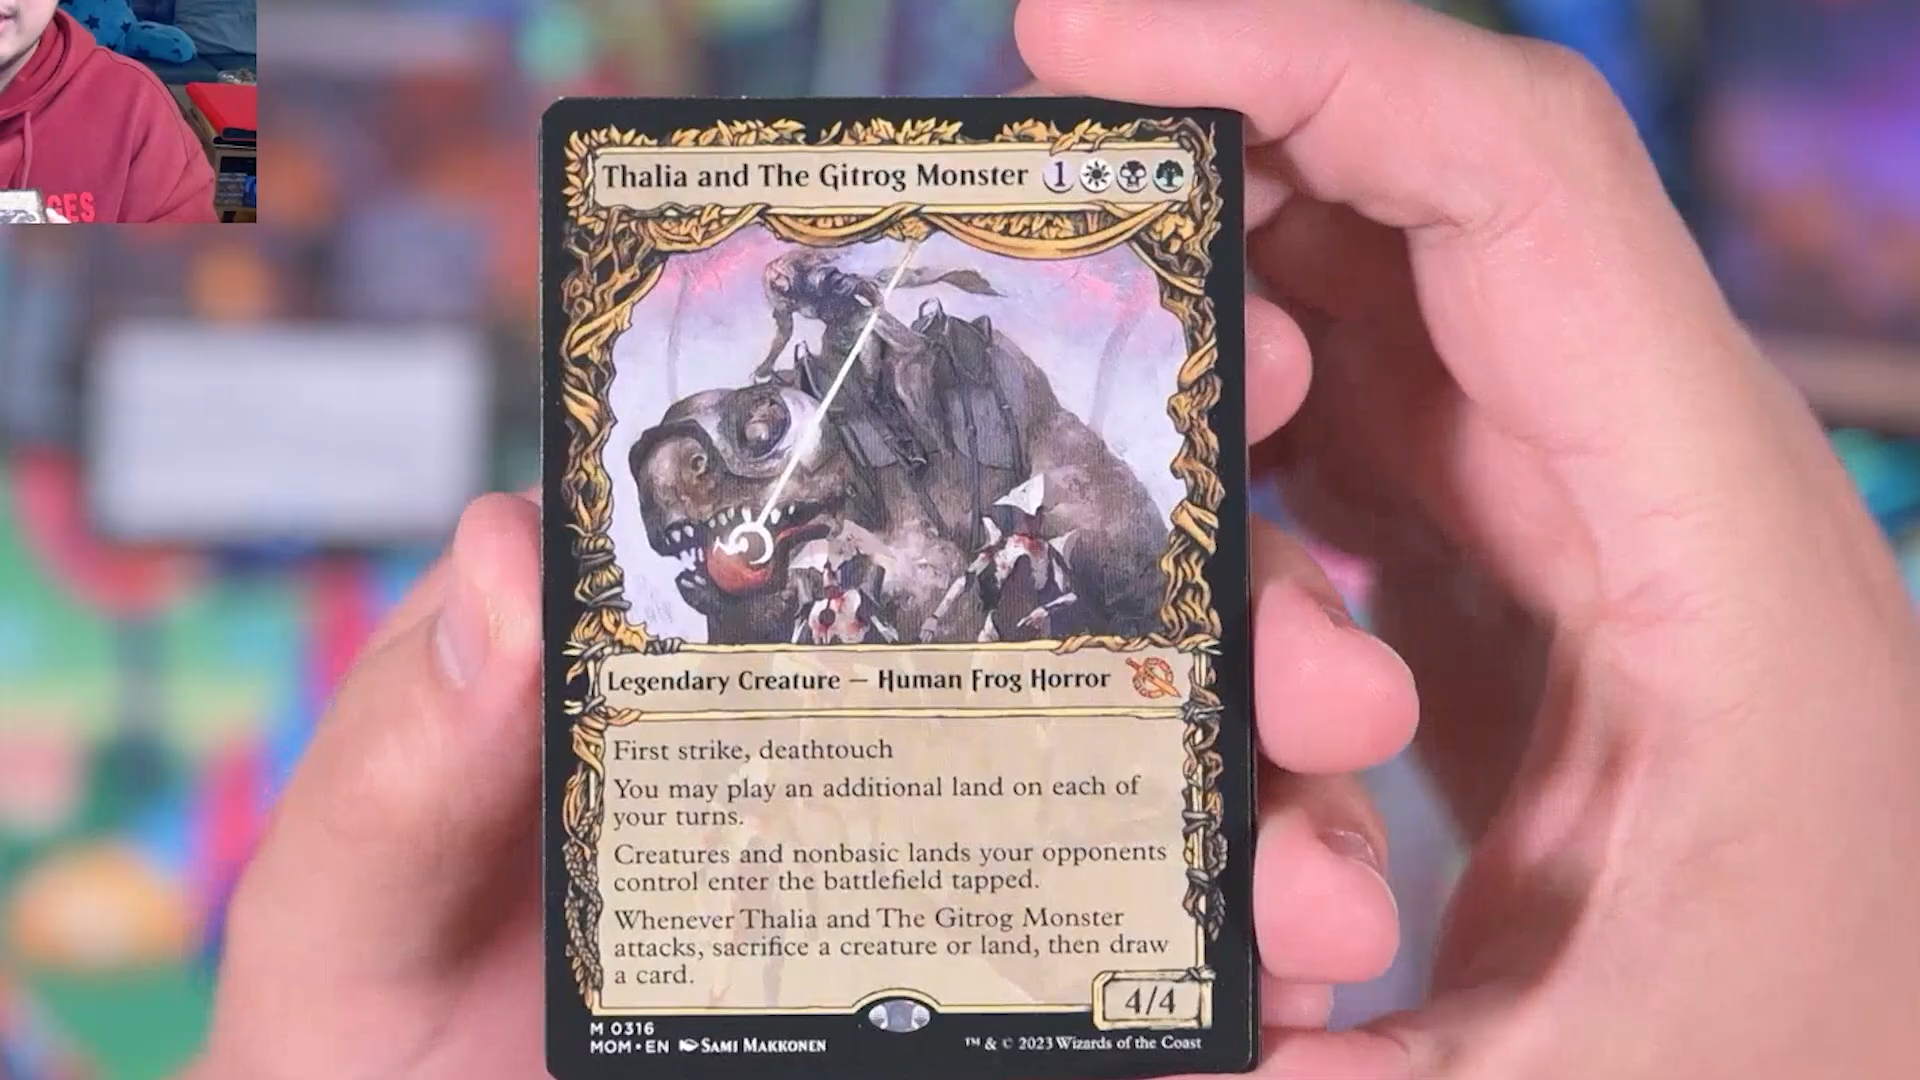 GES
Thalia and The Gitrog Monster 1
Legendary Creature — Human Frog Horror
First strike, deathtouch
You may play an additional land on each of
your turns.
Creatures and nonbasic lands your opponents
control enter the battlefield tapped.
Whenever Thalia and The Gitrog Monster
attacks, sacrifice a creature or land, then draw
a card.
4/4
M 0316
MOM • EN SAMI MAKKONEN
™ & © 2023 Wizards of the Coast